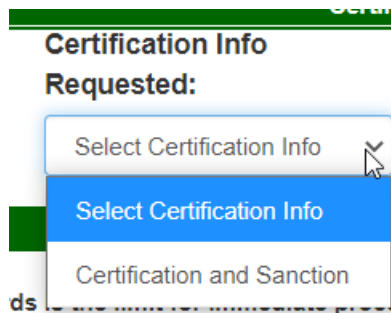 Certification Info
Requested:
Select Certification Info
Select Certification Info
Certification and Sanction